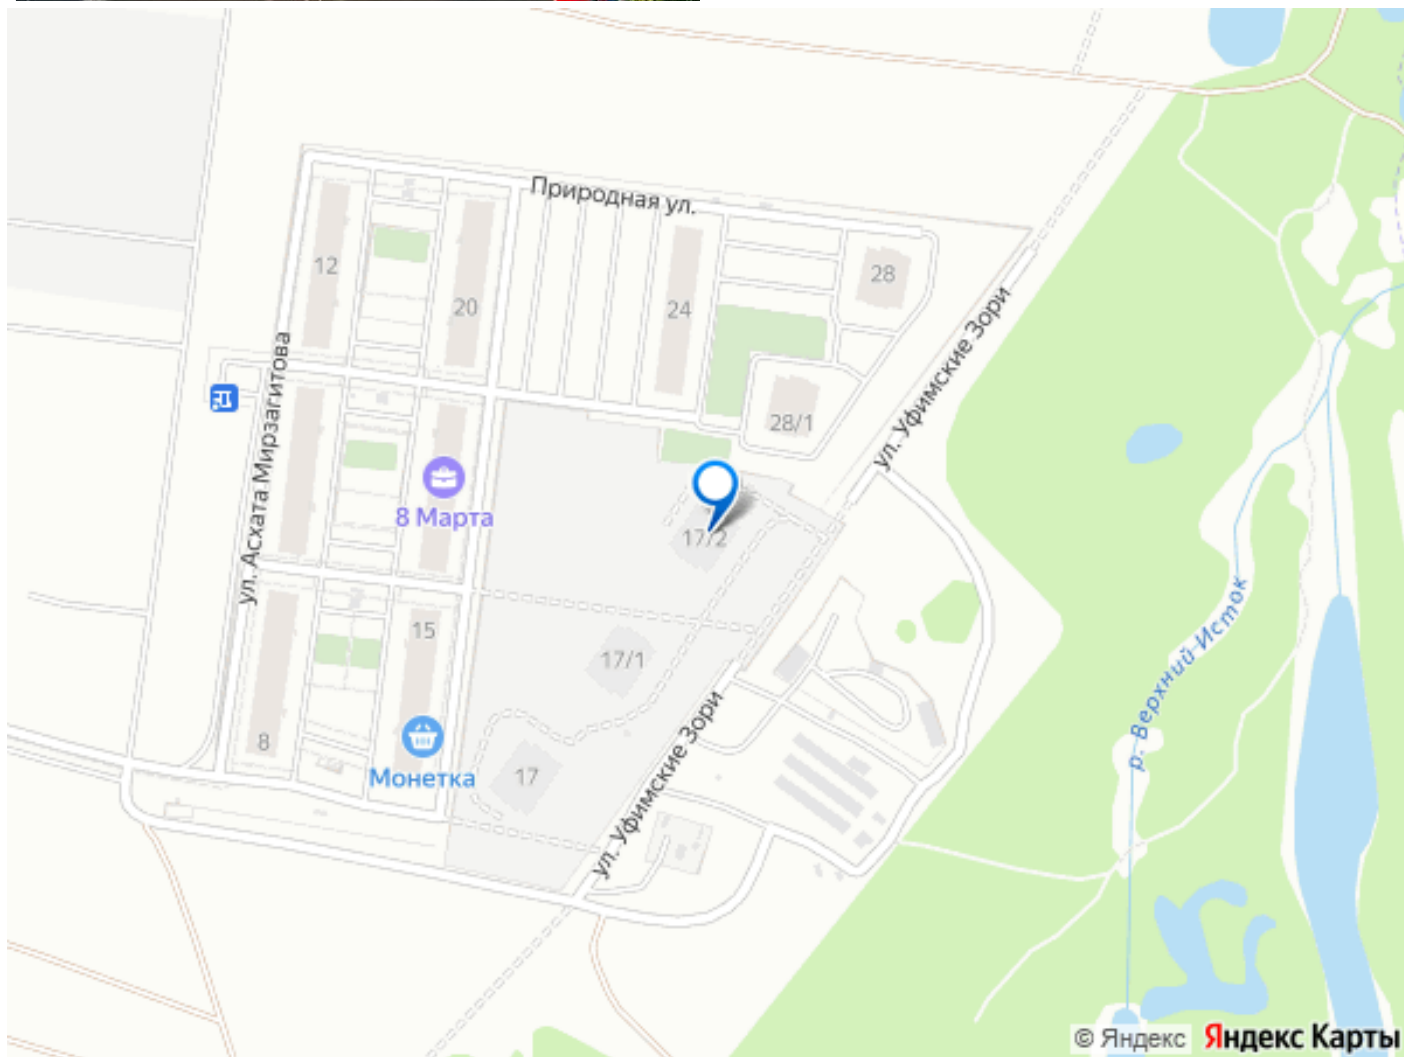 Природная ул.
12
20
24
28
28/1
ул. Уфимские Зори
ул. Асхата Мирзагитова
8 Марта
17/2
15
17/1
8
Монетка
17
ул. Уфимские Зори
р. Верхний Исток
© Яндекс Яндекс Карты